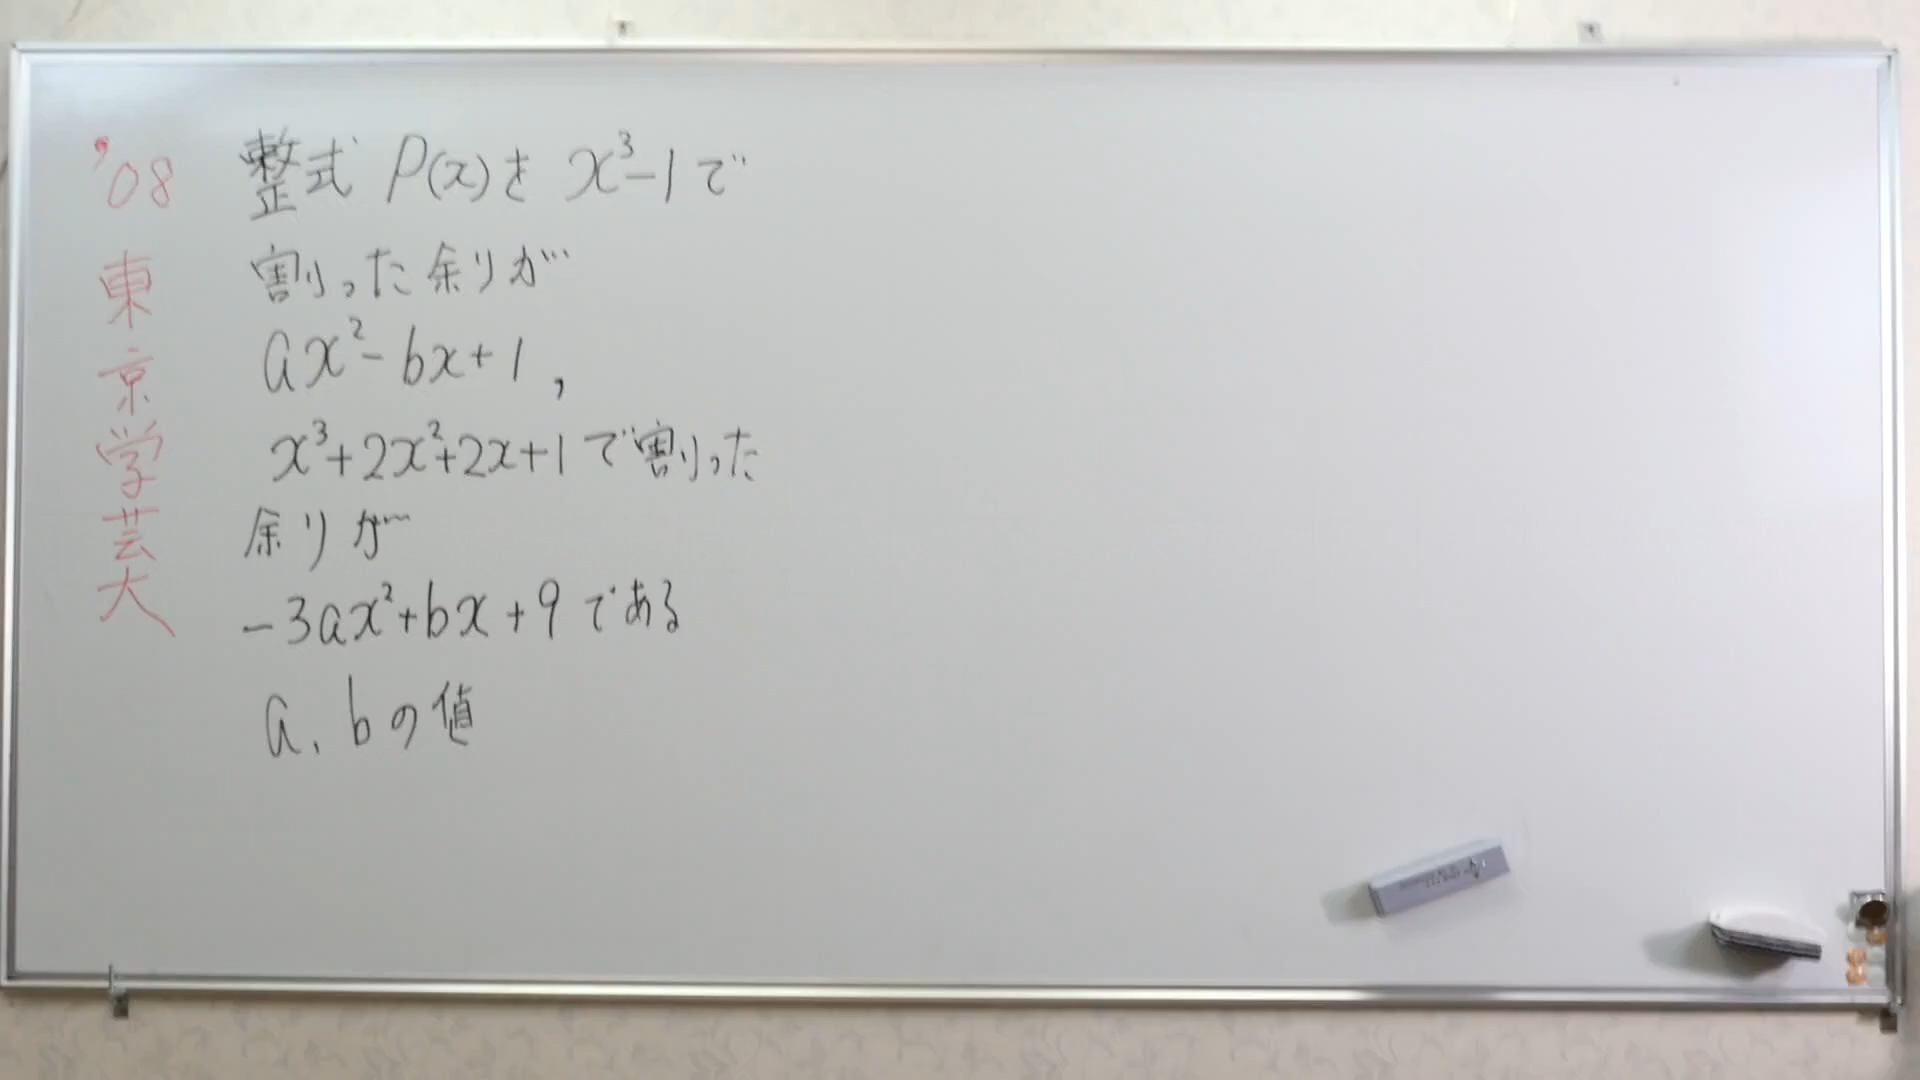 '08 東京学芸大
整式 P(x)を x³-1で
割った余りが
ax²-bx+1,
x³+2x²+2x+1で割った
余りが
-3ax²+bx+9である
a、bの値